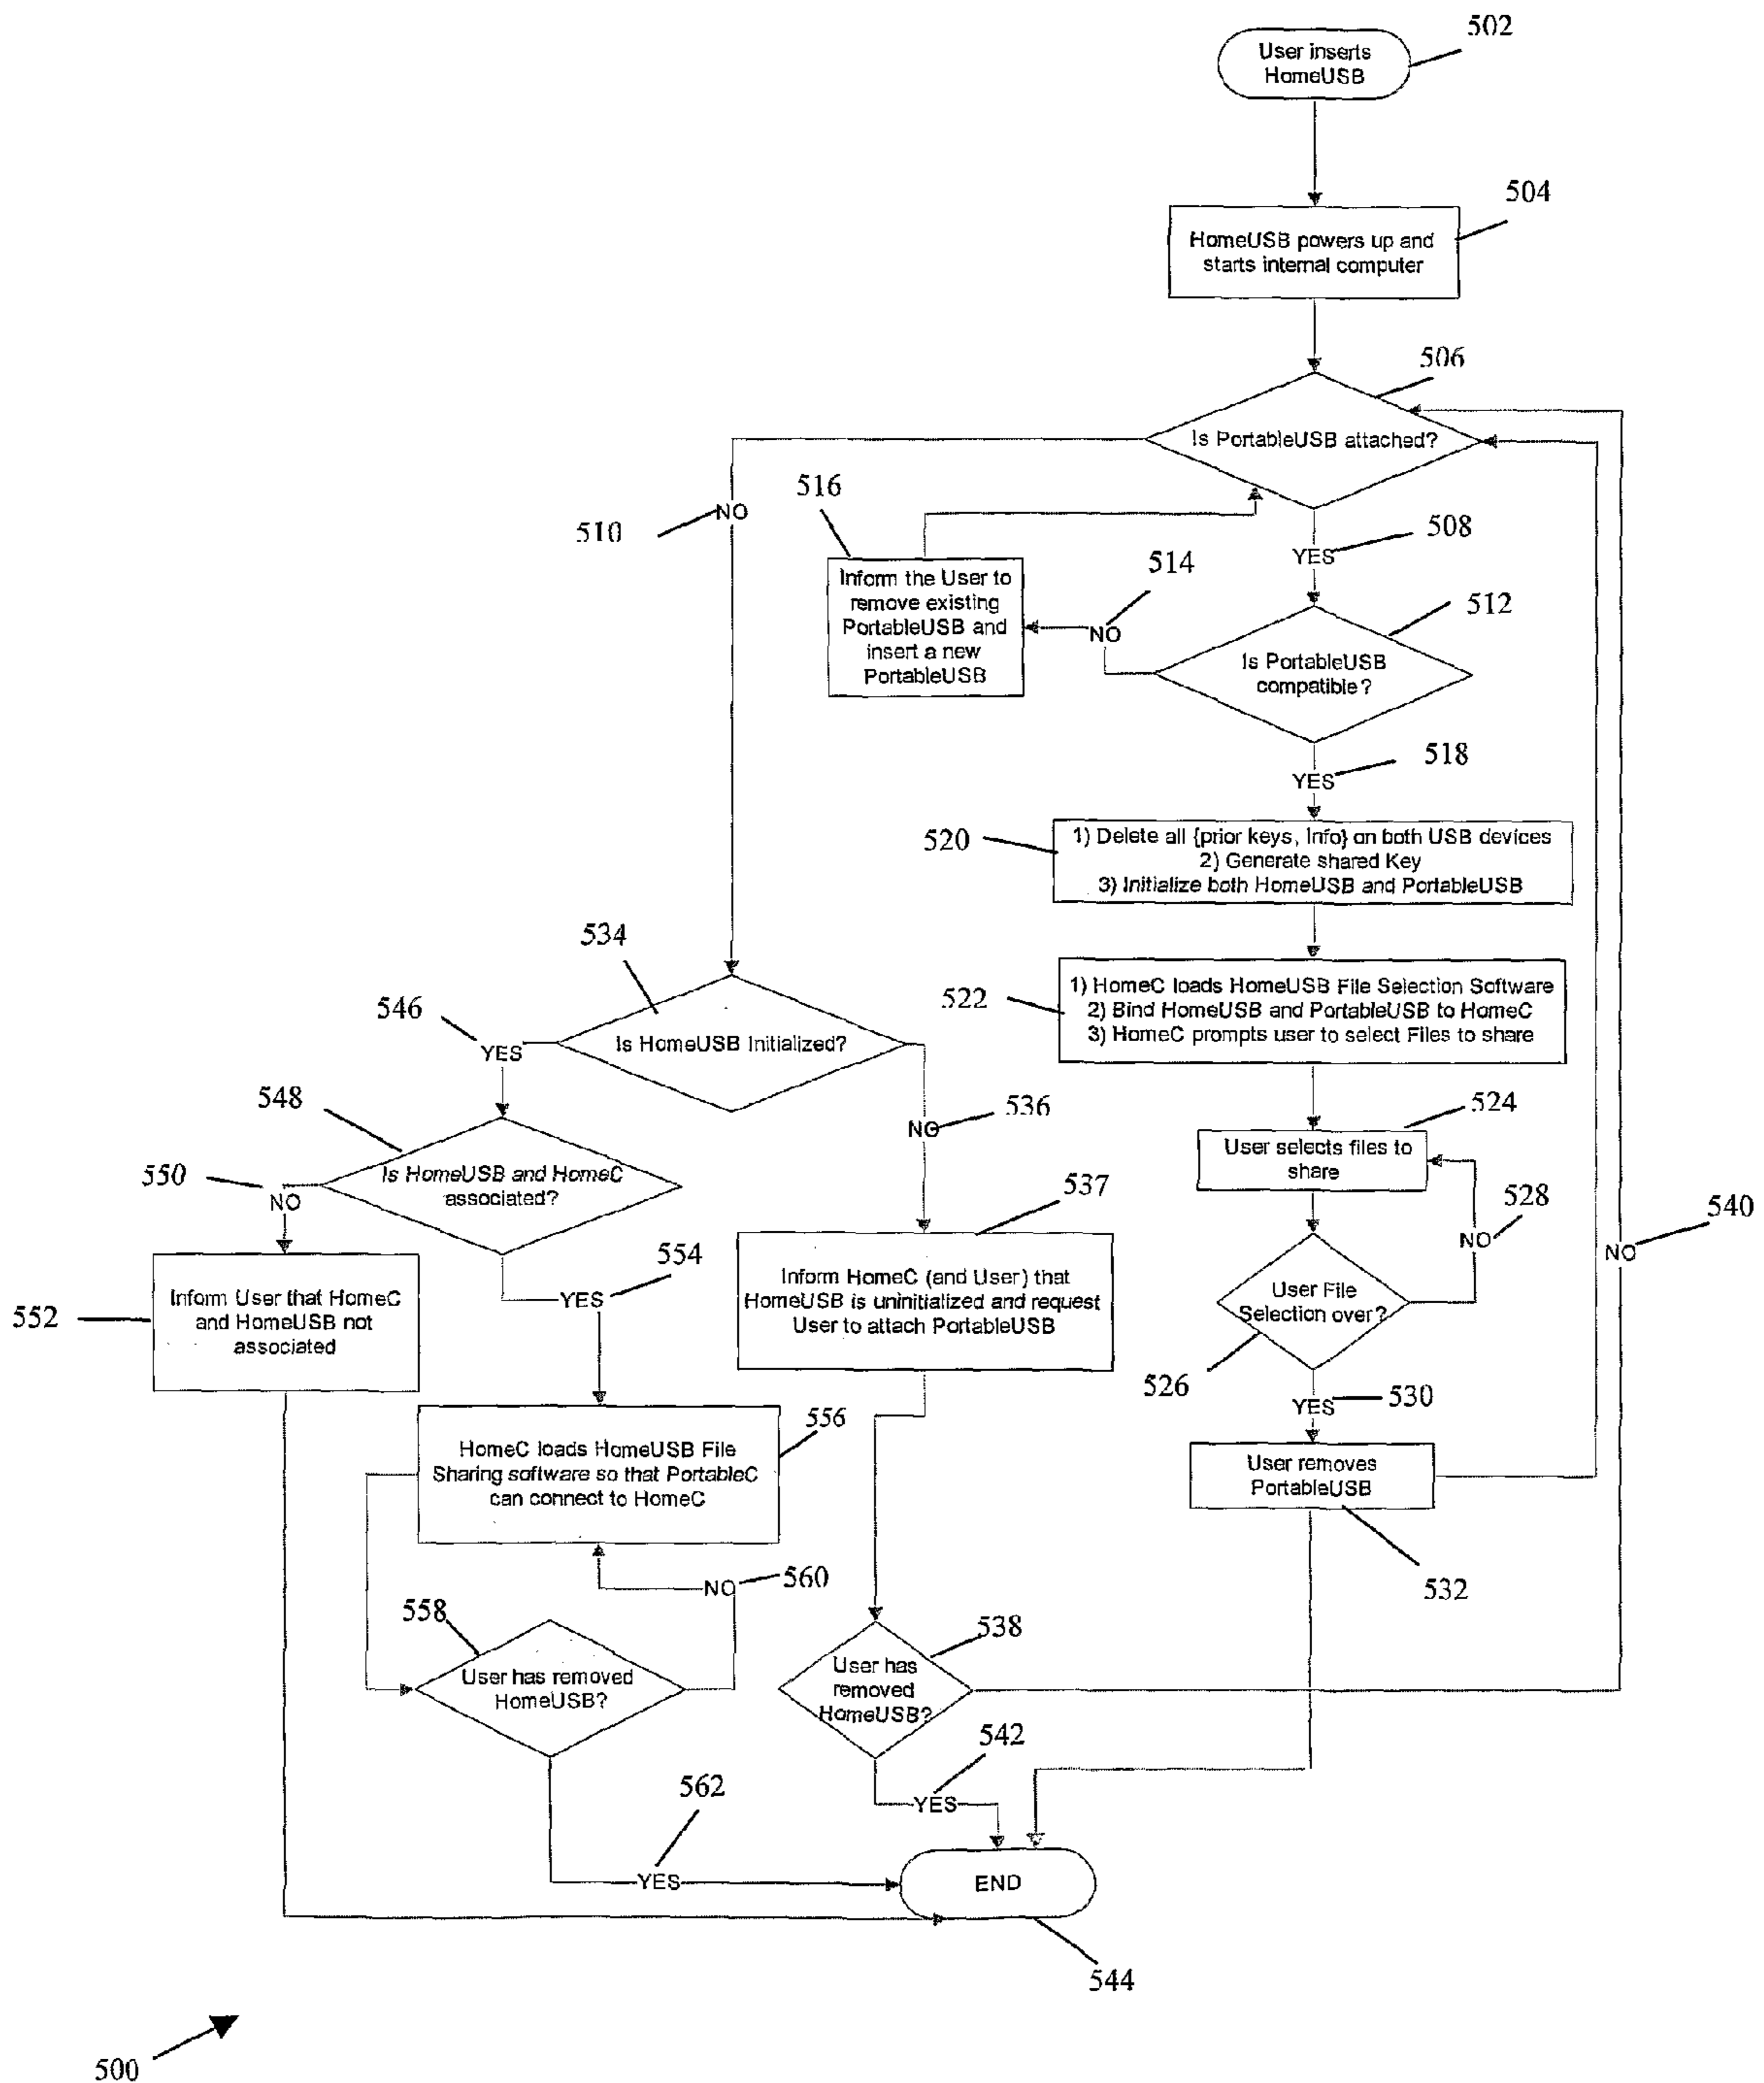 502
User inserts
HomeUSB
504
HomeUSB powers up and
starts internal computer
506
Is PortableUSB attached?
510
NO
516
Inform the User to
remove existing
PortableUSB and
insert a new
PortableUSB
508
YES
514
NO
512
Is PortableUSB
compatible?
518
YES
520
1) Delete all {prior keys, Info} on both USB devices
2) Generate shared Key
3) Initialize both HomeUSB and PortableUSB
522
1) HomeC loads HomeUSB File Selection Software
2) Bind HomeUSB and PortableUSB to HomeC
3) HomeC prompts user to select Files to share
524
User selects files to
share
528
NO
User File
Selection over?
526
YES
530
User removes
PortableUSB
532
540
NO
534
Is HomeUSB Initialized?
546
YES
536
NO
548
Is HomeUSB and HomeC
associated?
550
NO
552
Inform User that HomeC
and HomeUSB not
associated
554
YES
537
Inform HomeC (and User) that
HomeUSB is uninitialized and request
User to attach PortableUSB
556
HomeC loads HomeUSB File
Sharing software so that PortableC
can connect to HomeC
NO
560
558
User has removed
HomeUSB?
538
User has
removed
HomeUSB?
542
YES
562
YES
END
544
500